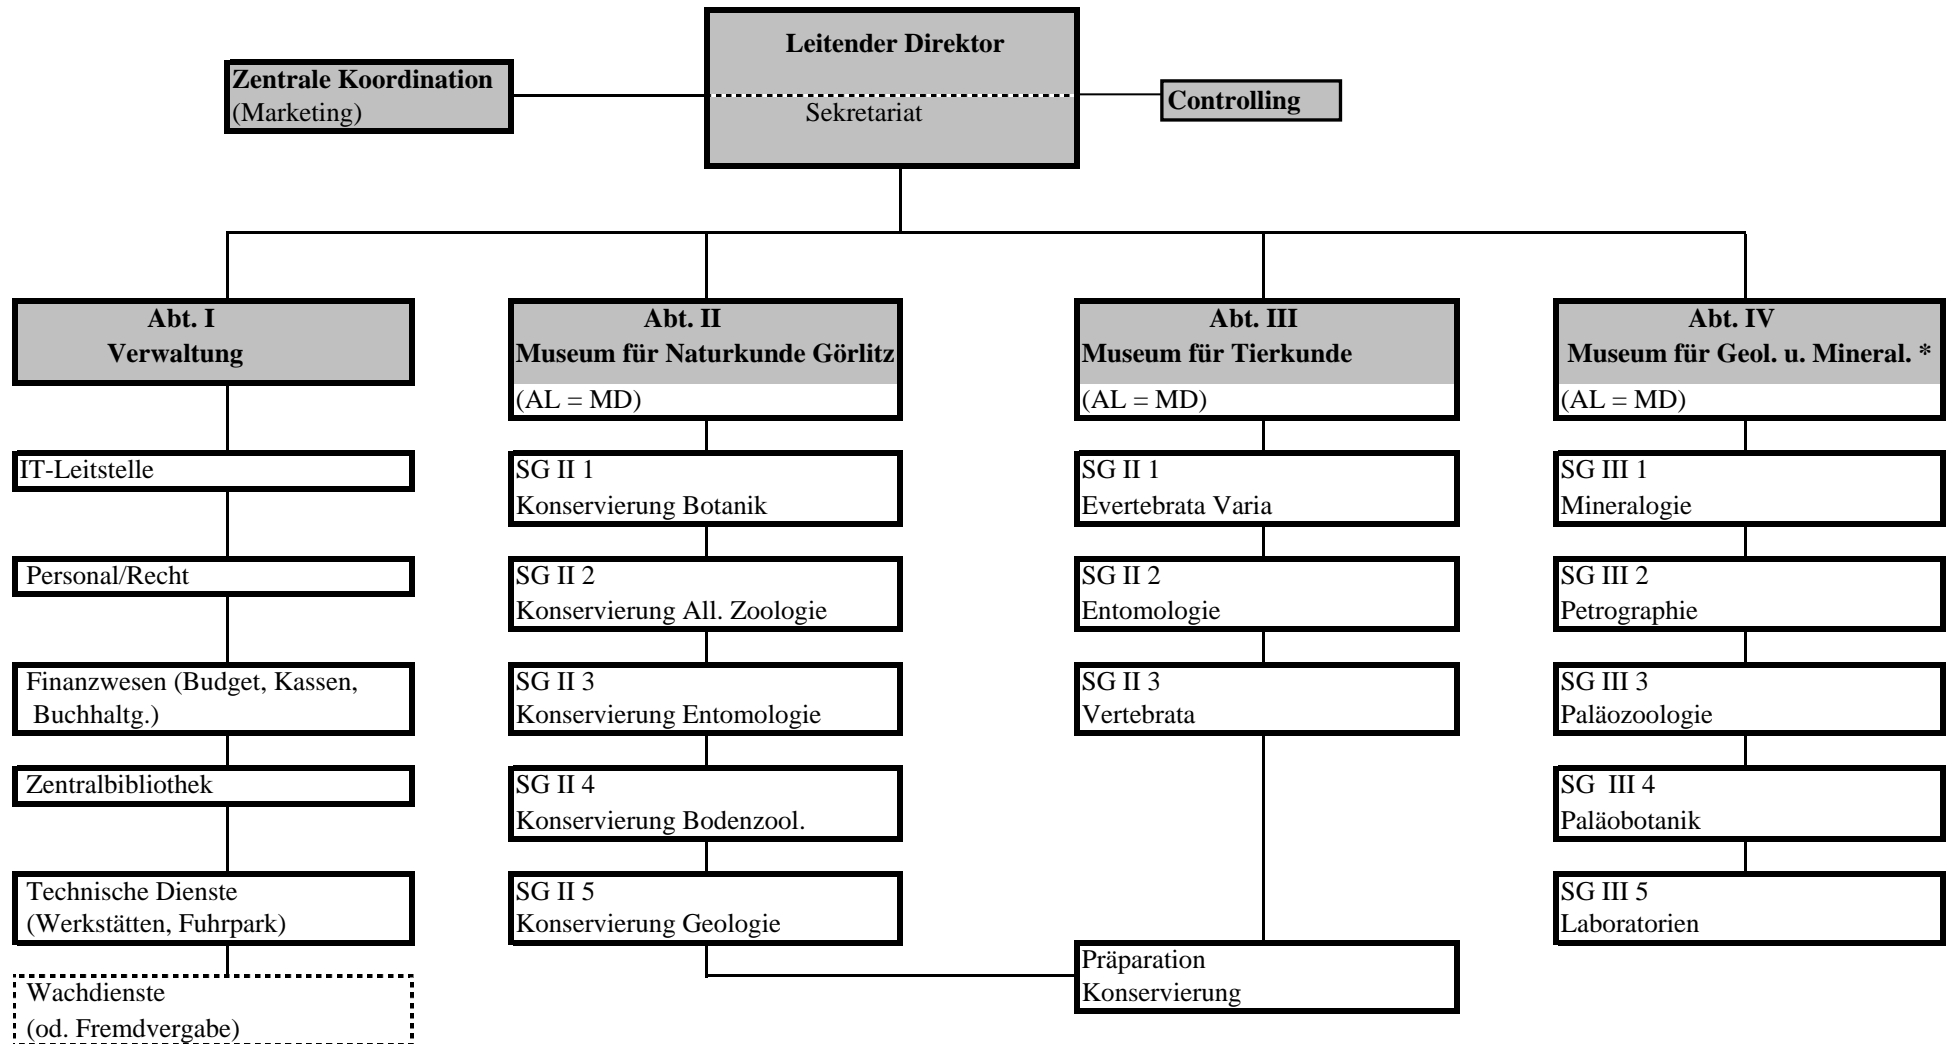 Leitender Direktor
Sekretariat
Zentrale Koordination
(Marketing)
Controlling
Abt. I
Verwaltung
IT-Leitstelle
Personal/Recht
Finanzwesen (Budget, Kassen,
Buchhaltg.)
Zentralbibliothek
Technische Dienste
(Werkstätten, Fuhrpark)
Wachdienste
(od. Fremdvergabe)
Abt. II
Museum für Naturkunde Görlitz
(AL = MD)
SG II 1
Konservierung Botanik
SG II 2
Konservierung All. Zoologie
SG II 3
Konservierung Entomologie
SG II 4
Konservierung Bodenzool.
SG II 5
Konservierung Geologie
Abt. III
Museum für Tierkunde
(AL = MD)
SG II 1
Evertebrata Varia
SG II 2
Entomologie
SG II 3
Vertebrata
Präparation
Konservierung
Abt. IV
Museum für Geol. u. Mineral. *
(AL = MD)
SG III 1
Mineralogie
SG III 2
Petrographie
SG III 3
Paläozoologie
SG III 4
Paläobotanik
SG III 5
Laboratorien